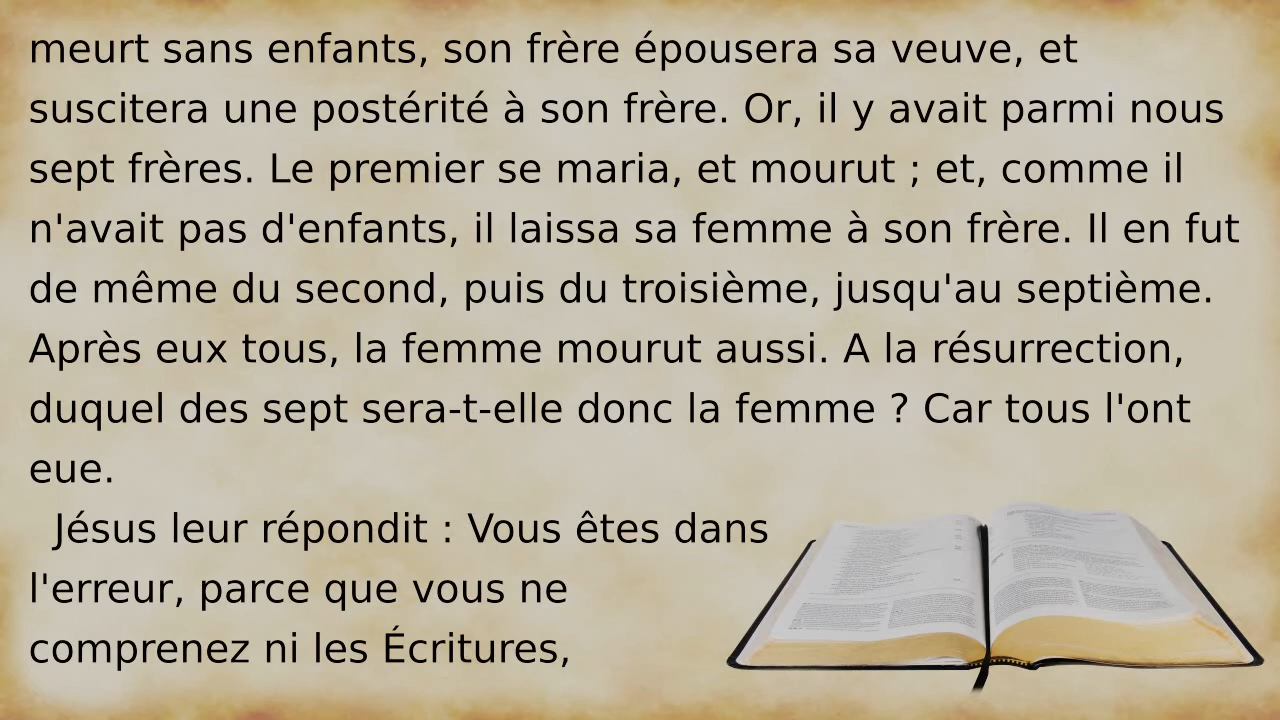 meurt sans enfants, son frère épousera sa veuve, et
suscitera une postérité à son frère. Or, il y avait parmi nous
sept frères. Le premier se maria, et mourut ; et, comme il
n'avait pas d'enfants, il laissa sa femme à son frère. Il en fut
de même du second, puis du troisième, jusqu'au septième.
Après eux tous, la femme mourut aussi. A la résurrection,
duquel des sept sera-t-elle donc la femme ? Car tous l'ont
eue.
Jésus leur répondit : Vous êtes dans
l'erreur, parce que vous ne
comprenez ni les Écritures,